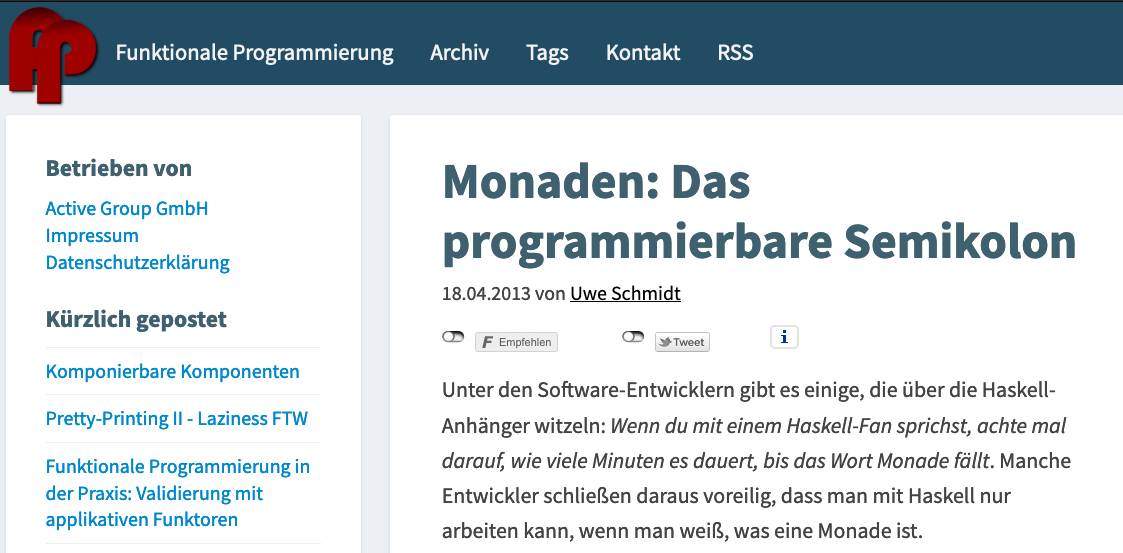 fp
Funktionale Programmierung Archiv Tags Kontakt RSS
Betrieben von
Active Group GmbH
Impressum
Datenschutzerklärung
Kürzlich gepostet
Komponierbare Komponenten
Pretty-Printing II - Laziness FTW
Funktionale Programmierung in
der Praxis: Validierung mit
applikativen Funktoren
Monaden: Das
programmierbare Semikolon
18.04.2013 von Uwe Schmidt
F Empfehlen Tweet i
Unter den Software-Entwicklern gibt es einige, die über die Haskell-
Anhänger witzeln: Wenn du mit einem Haskell-Fan sprichst, achte mal
darauf, wie viele Minuten es dauert, bis das Wort Monade fällt. Manche
Entwickler schließen daraus voreilig, dass man mit Haskell nur
arbeiten kann, wenn man weiß, was eine Monade ist.